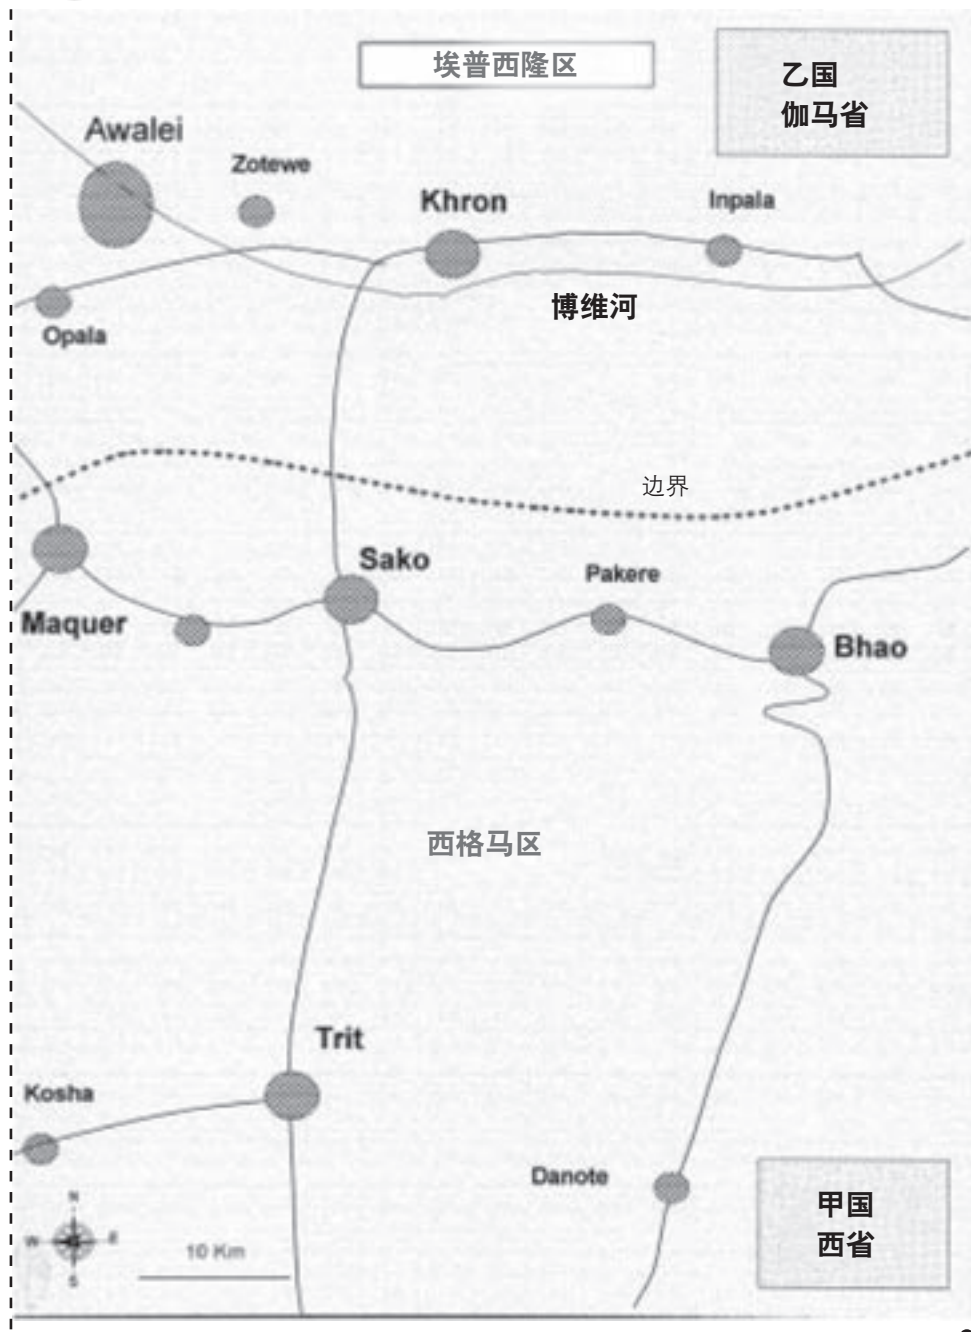 埃普西隆区
乙国
伽马省
Awalei
Zotewe
Khron
Inpala
博维河
Opala
边界
Sako
Pakere
Maquer
Bhao
西格马区
Trit
Kosha
Danote
N
W
E
S
10 Km
甲国
西省